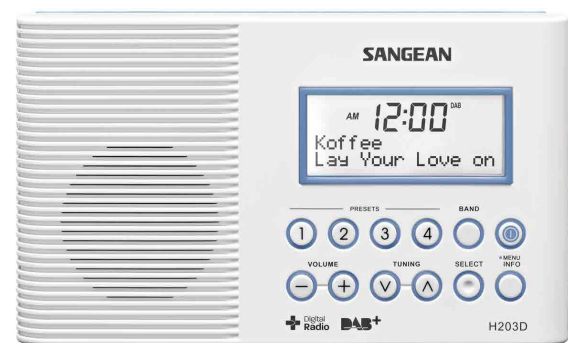 SANGEAN
AM 12:00 DAB
Koffee
Lay Your Love on
PRESETS BAND
1 2 3 4
VOLUME TUNING SELECT MENU INFO
Digital Radio DAB+
H203D